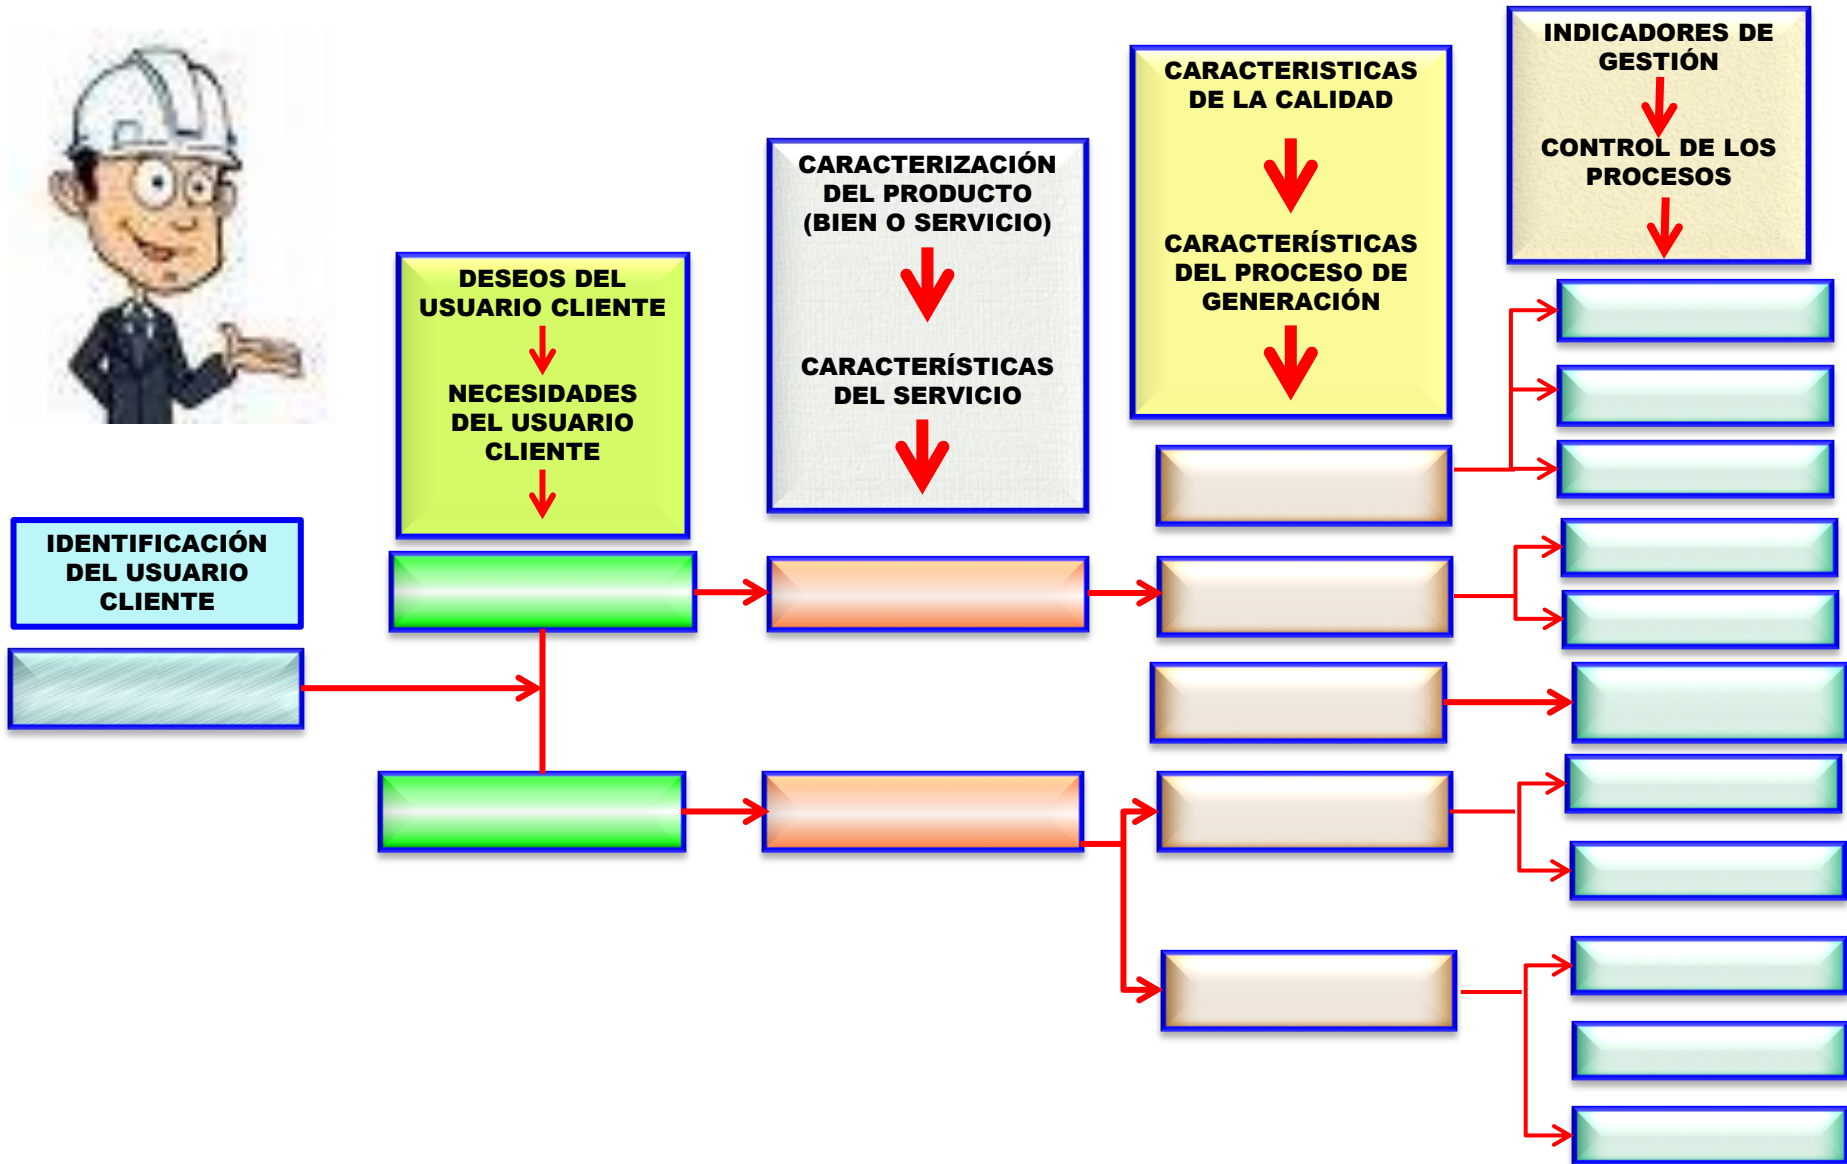 IDENTIFICACIÓN
DEL USUARIO
CLIENTE
DESEOS DEL
USUARIO CLIENTE
NECESIDADES
DEL USUARIO
CLIENTE
CARACTERIZACIÓN
DEL PRODUCTO
(BIEN O SERVICIO)
CARACTERÍSTICAS
DEL SERVICIO
CARACTERISTICAS
DE LA CALIDAD
CARACTERÍSTICAS
DEL PROCESO DE
GENERACIÓN
INDICADORES DE
GESTIÓN
CONTROL DE LOS
PROCESOS